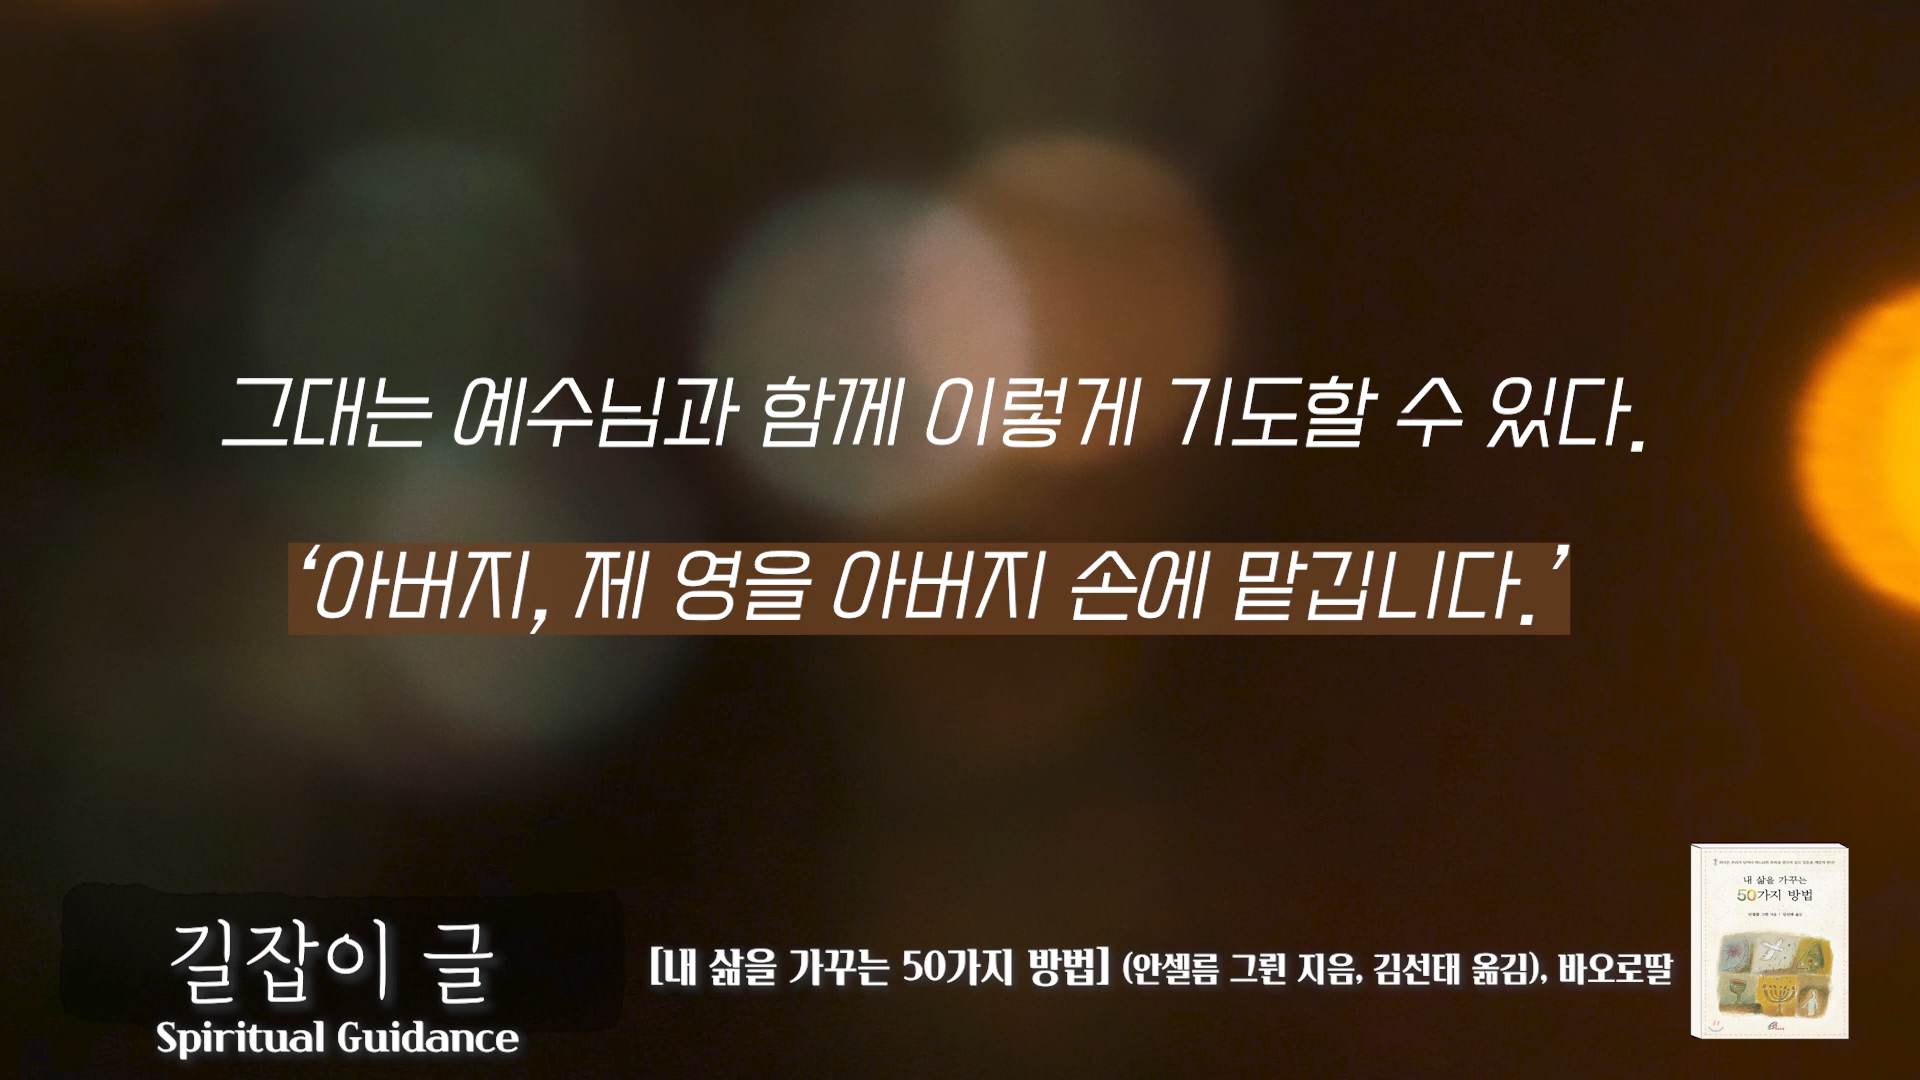 그대는 예수님과 함께 이렇게 기도할 수 있다.
‘아버지, 제 영을 아버지 손에 맡깁니다.’
길잡이 글
Spiritual Guidance
[내 삶을 가꾸는 50가지 방법] (안셀름 그륀 지음, 김선태 옮김), 바오로딸
내 삶을 가꾸는
50가지 방법